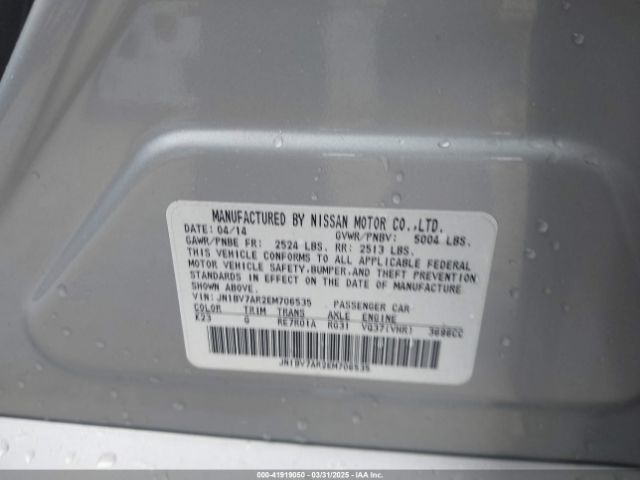 MANUFACTURED BY NISSAN MOTOR CO.,LTD.
DATE: 04/14 GVWR/PNBV: 5004 LBS.
GAWR/PNBE FR: 2524 LBS. RR: 2513 LBS.
THIS VEHICLE CONFORMS TO ALL APPLICABLE FEDERAL
MOTOR VEHICLE SAFETY,BUMPER,AND THEFT PREVENTION
STANDARDS IN EFFECT ON THE DATE OF MANUFACTURE
SHOWN ABOVE.
VIN: JN1BV7AR2EM706535 PASSENGER CAR
COLOR TRIM TRANS AXLE ENGINE
K23 G RE7R01A RG31 VQ37(VHR) 3696CC
JN1BV7AR2EM706535
000-41919050 03/31/2025 IAAI.COM